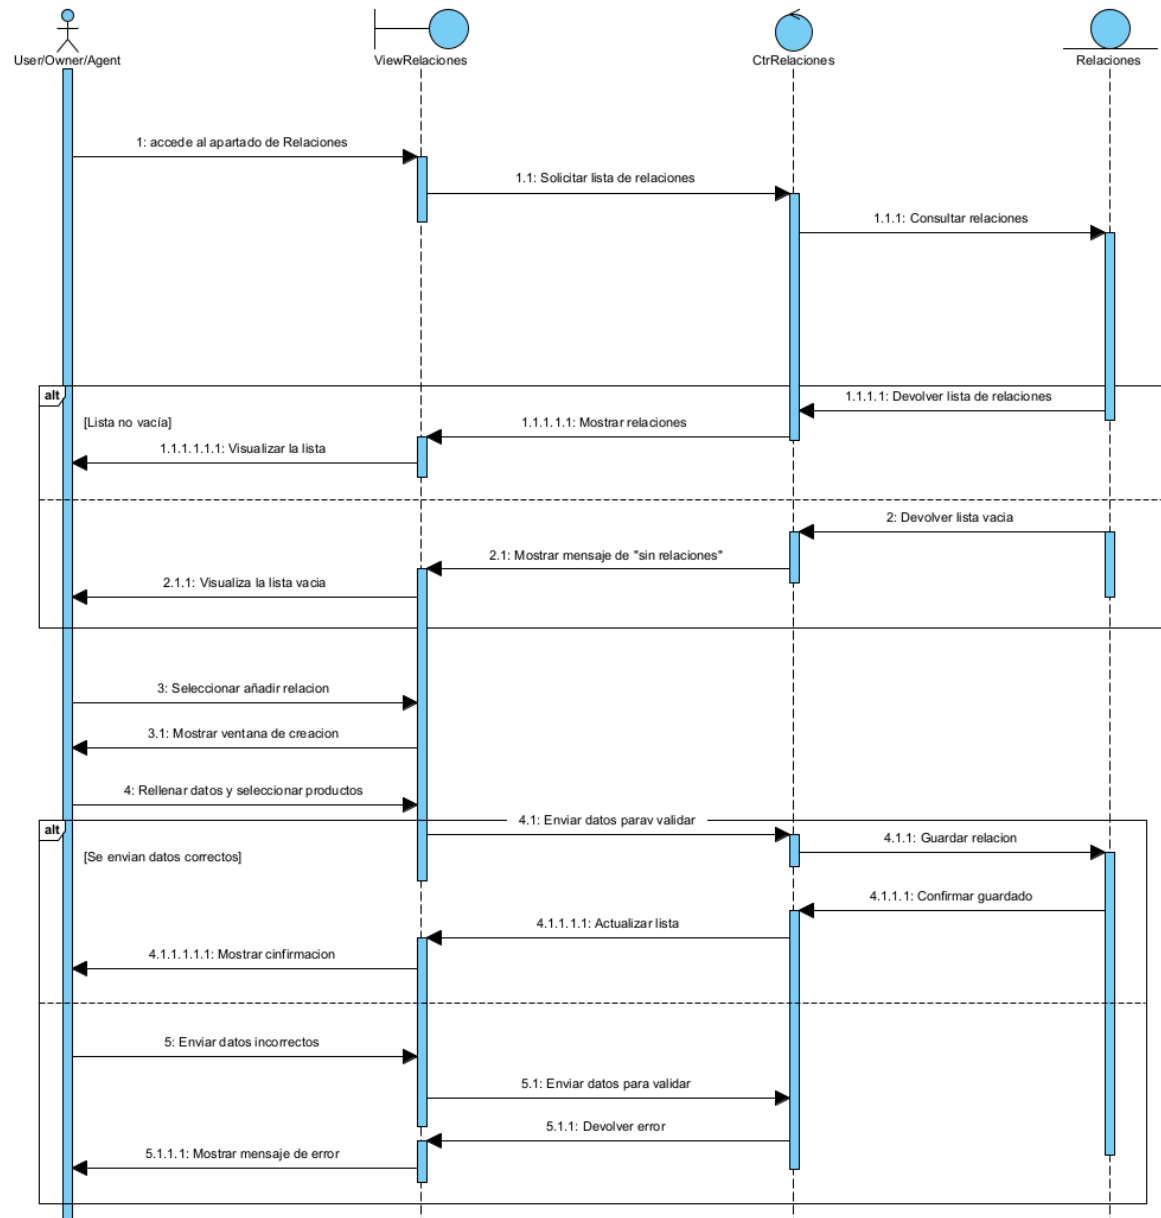 User/Owner/Agent
ViewRelaciones
CtrRelaciones
Relaciones
1: accede al apartado de Relaciones
1.1: Solicitar lista de relaciones
1.1.1: Consultar relaciones
alt
[Lista no vacía]
1.1.1.1: Devolver lista de relaciones
1.1.1.1.1: Mostrar relaciones
1.1.1.1.1.1: Visualizar la lista
2: Devolver lista vacia
2.1: Mostrar mensaje de "sin relaciones"
2.1.1: Visualiza la lista vacia
3: Seleccionar añadir relacion
3.1: Mostrar ventana de creacion
4: Rellenar datos y seleccionar productos
alt
[Se envian datos correctos]
4.1: Enviar datos parav validar
4.1.1: Guardar relacion
4.1.1.1: Confirmar guardado
4.1.1.1.1: Actualizar lista
4.1.1.1.1.1: Mostrar cinfirmacion
5: Enviar datos incorrectos
5.1: Enviar datos para validar
5.1.1: Devolver error
5.1.1.1: Mostrar mensaje de error